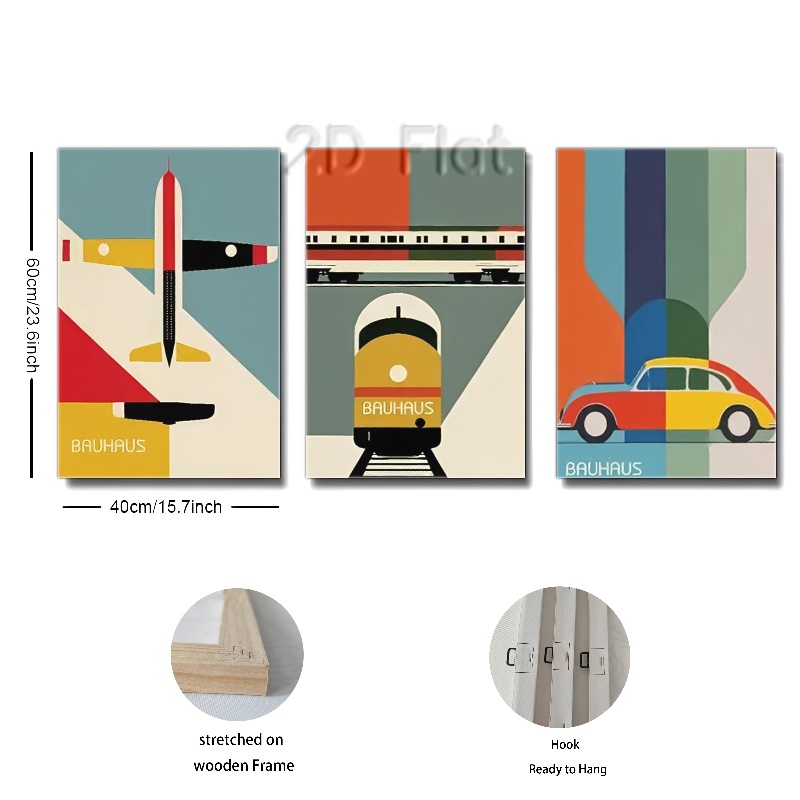 2D Flat
60cm/23.6inch
BAUHAUS
BAUHAUS
BAUHAUS
40cm/15.7inch
stretched on
wooden Frame
Hook
Ready to Hang